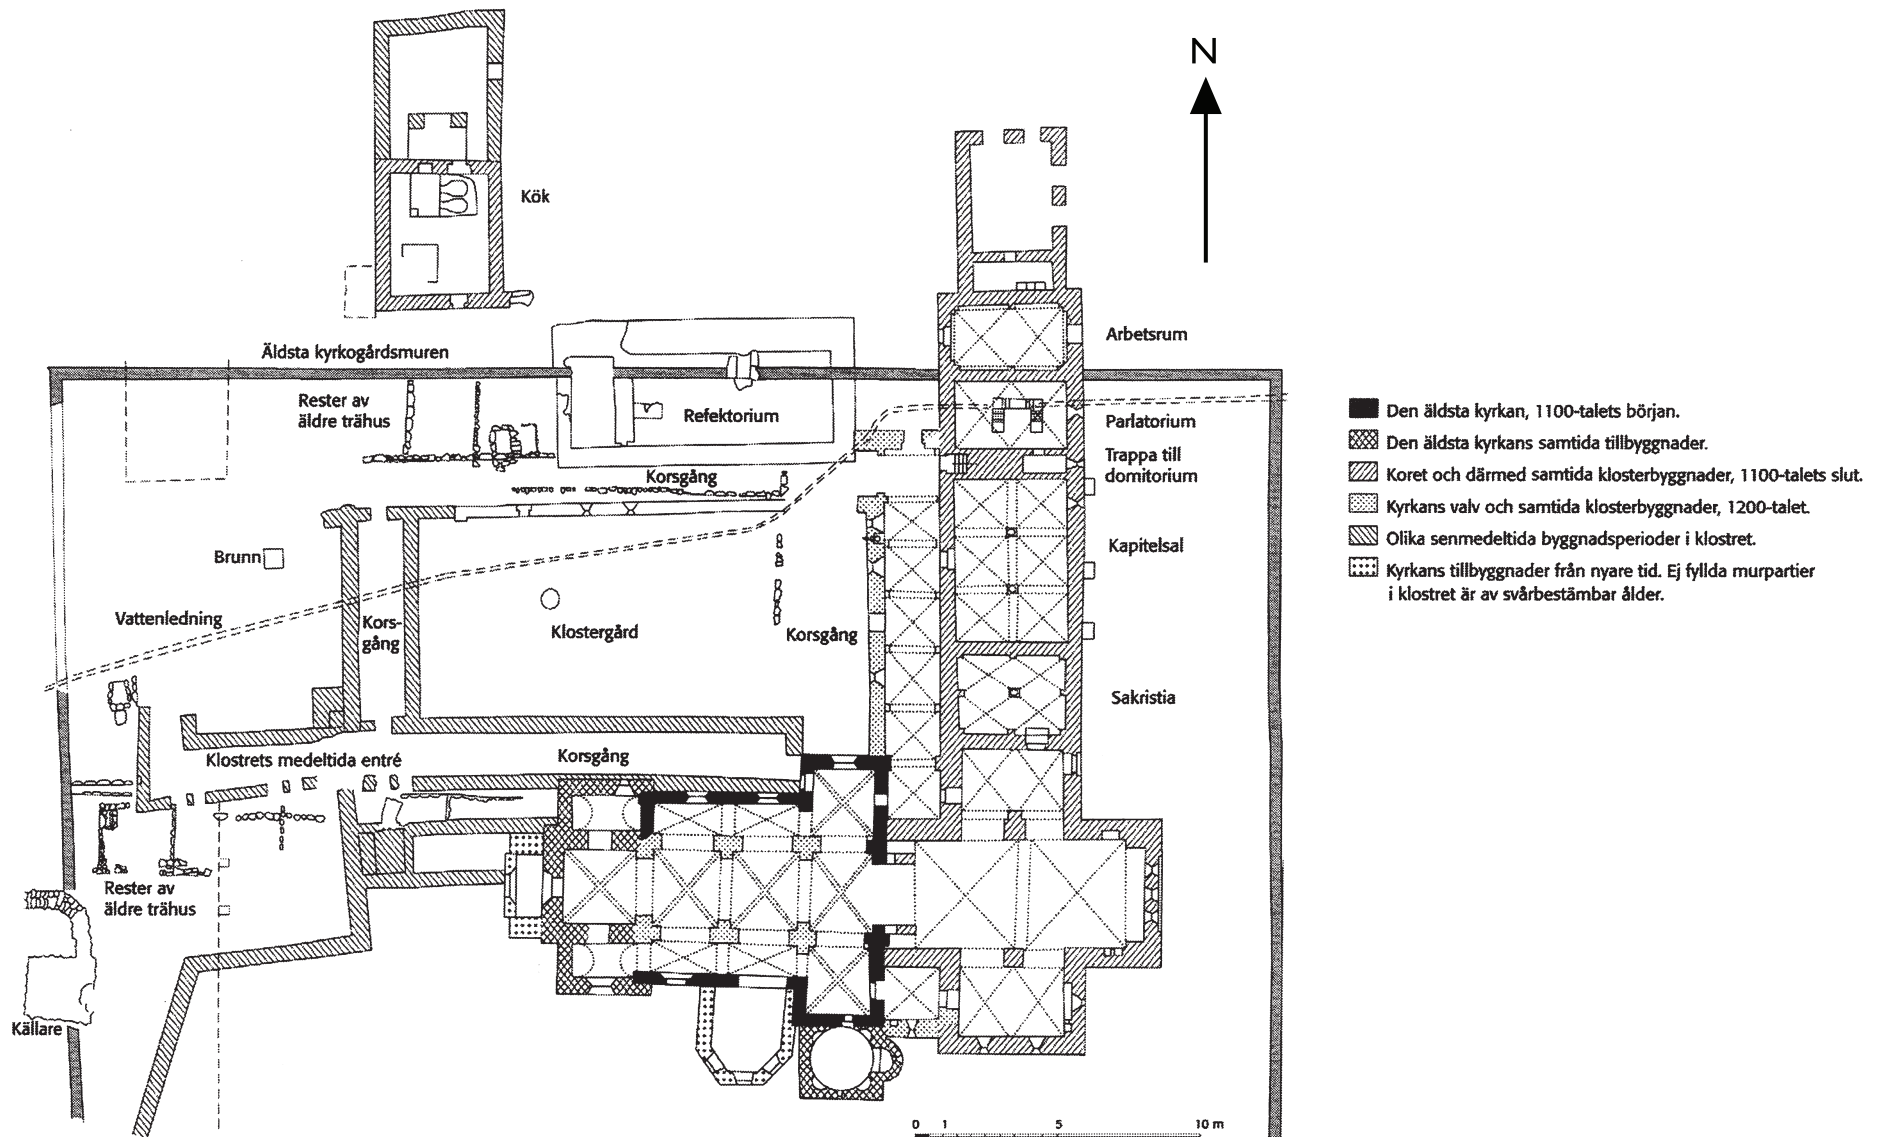 N
Kök
Arbetsrum
Äldsta kyrkogårdsmuren
Rester av
äldre trähus
Refektorium
Parlatorium
Trappa till
domitorium
Korsgång
Brunn
Kapitelsal
Vattenledning
Kors-
gång
Klostergård
Korsgång
Sakristia
Klostrets medeltida entré
Korsgång
Rester av
äldre trähus
Källare
Den äldsta kyrkan, 1100-talets början.
Den äldsta kyrkans samtida tillbyggnader.
Koret och därmed samtida klosterbyggnader, 1100-talets slut.
Kyrkans valv och samtida klosterbyggnader, 1200-talet.
Olika senmedeltida byggnadsperioder i klostret.
Kyrkans tillbyggnader från nyare tid. Ej fyllda murpartier
i klostret är av svårbestämbar ålder.
0 1 5 10 m